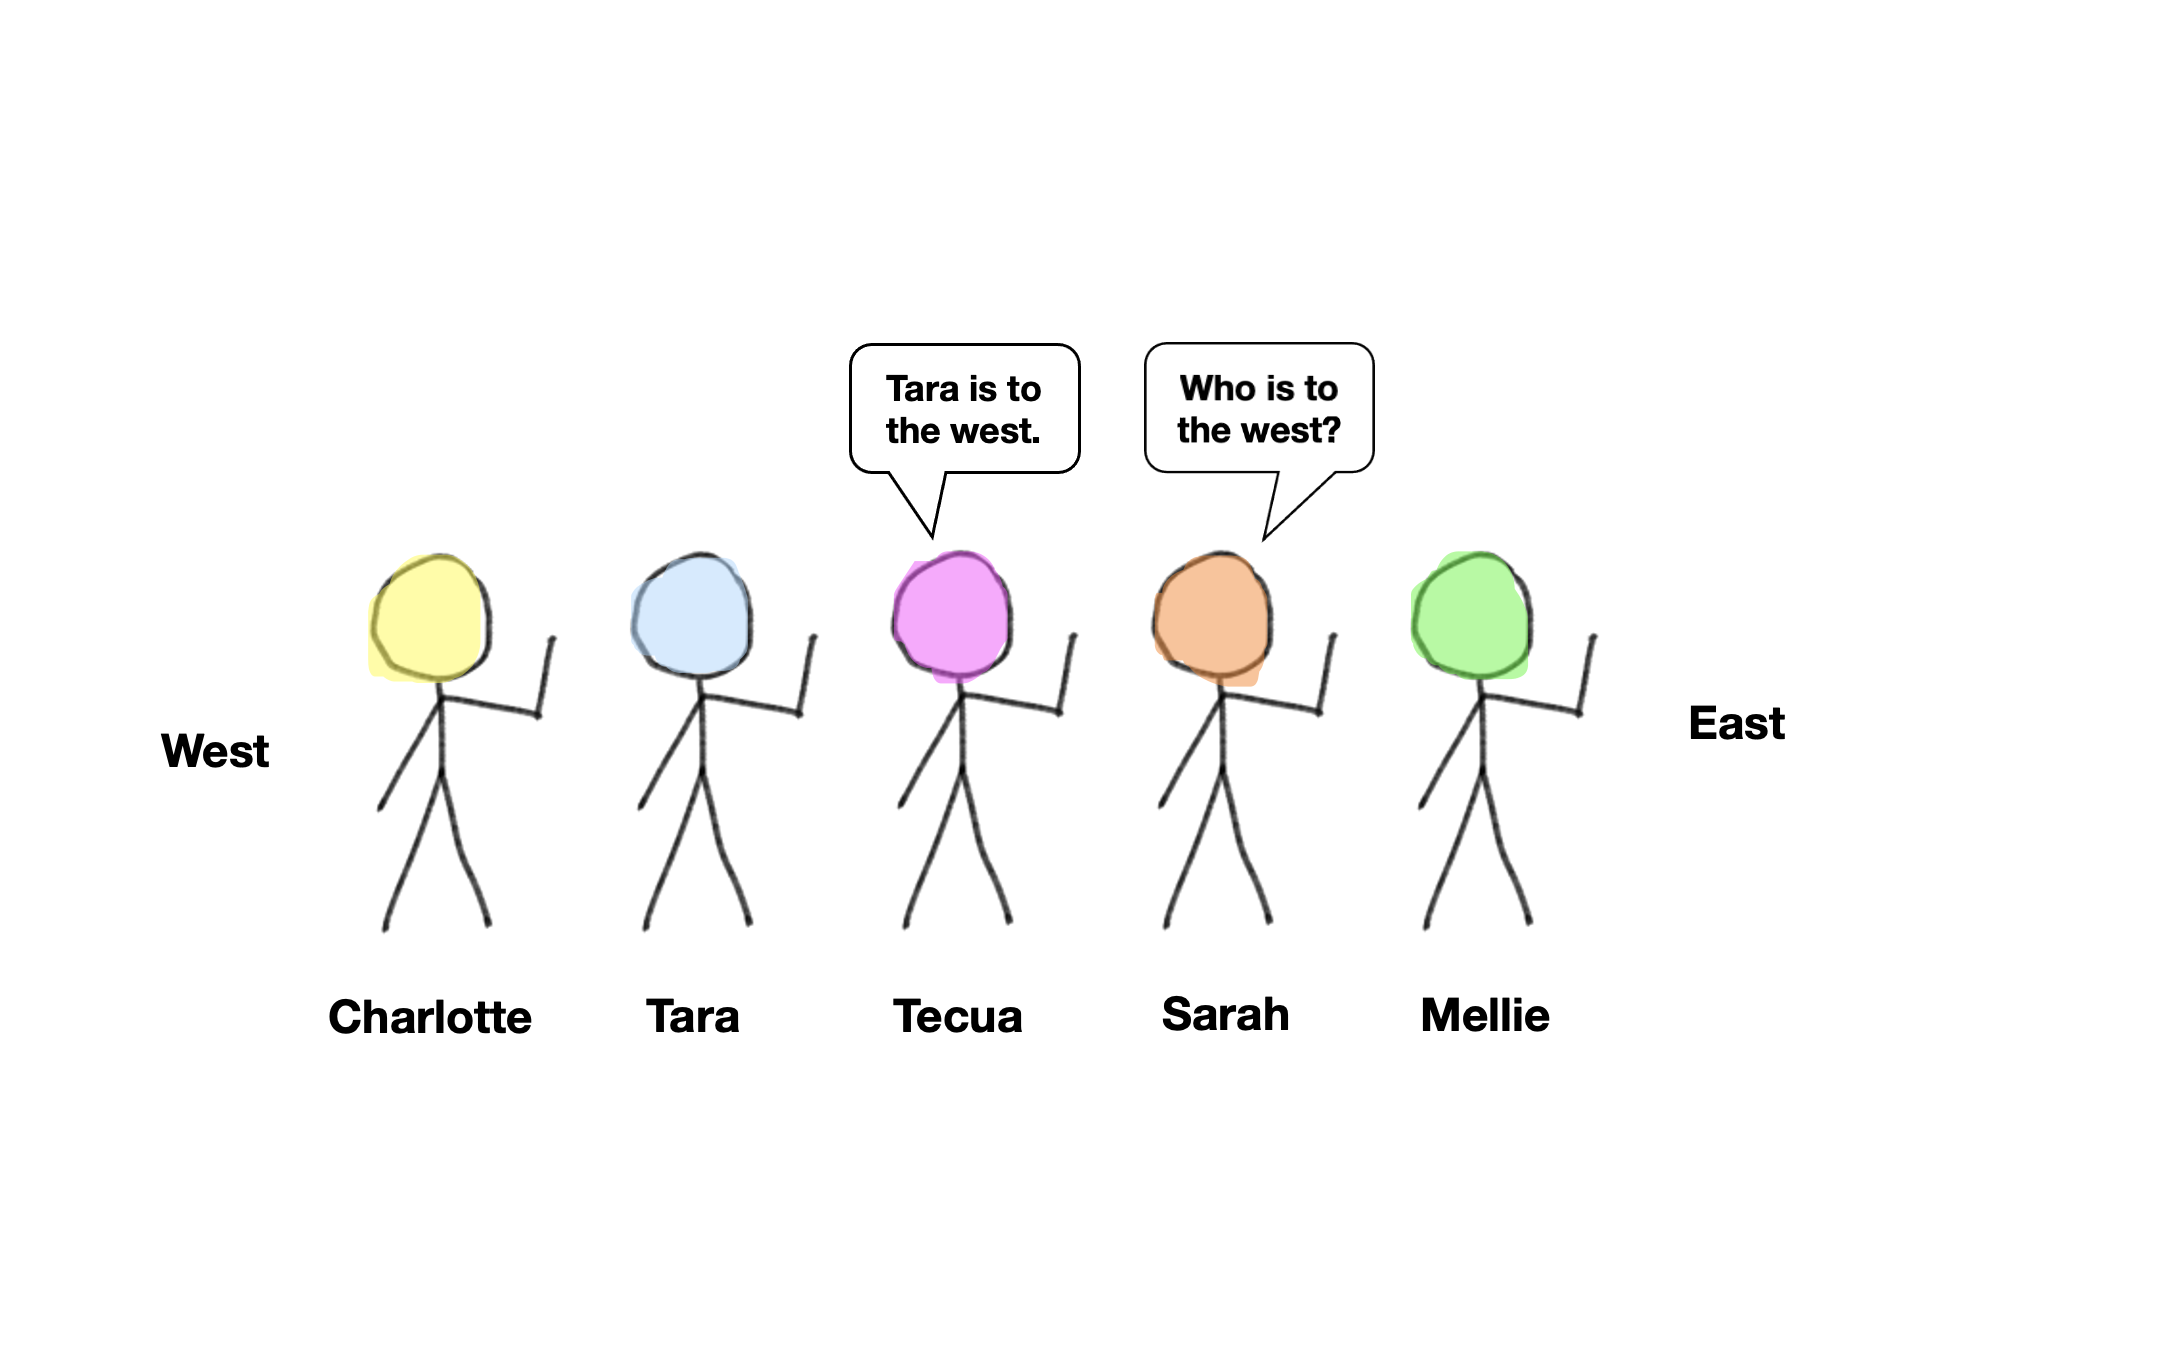 Tara is to
the west.
Who is to
the west?
West
East
Charlotte
Tara
Tecua
Sarah
Mellie